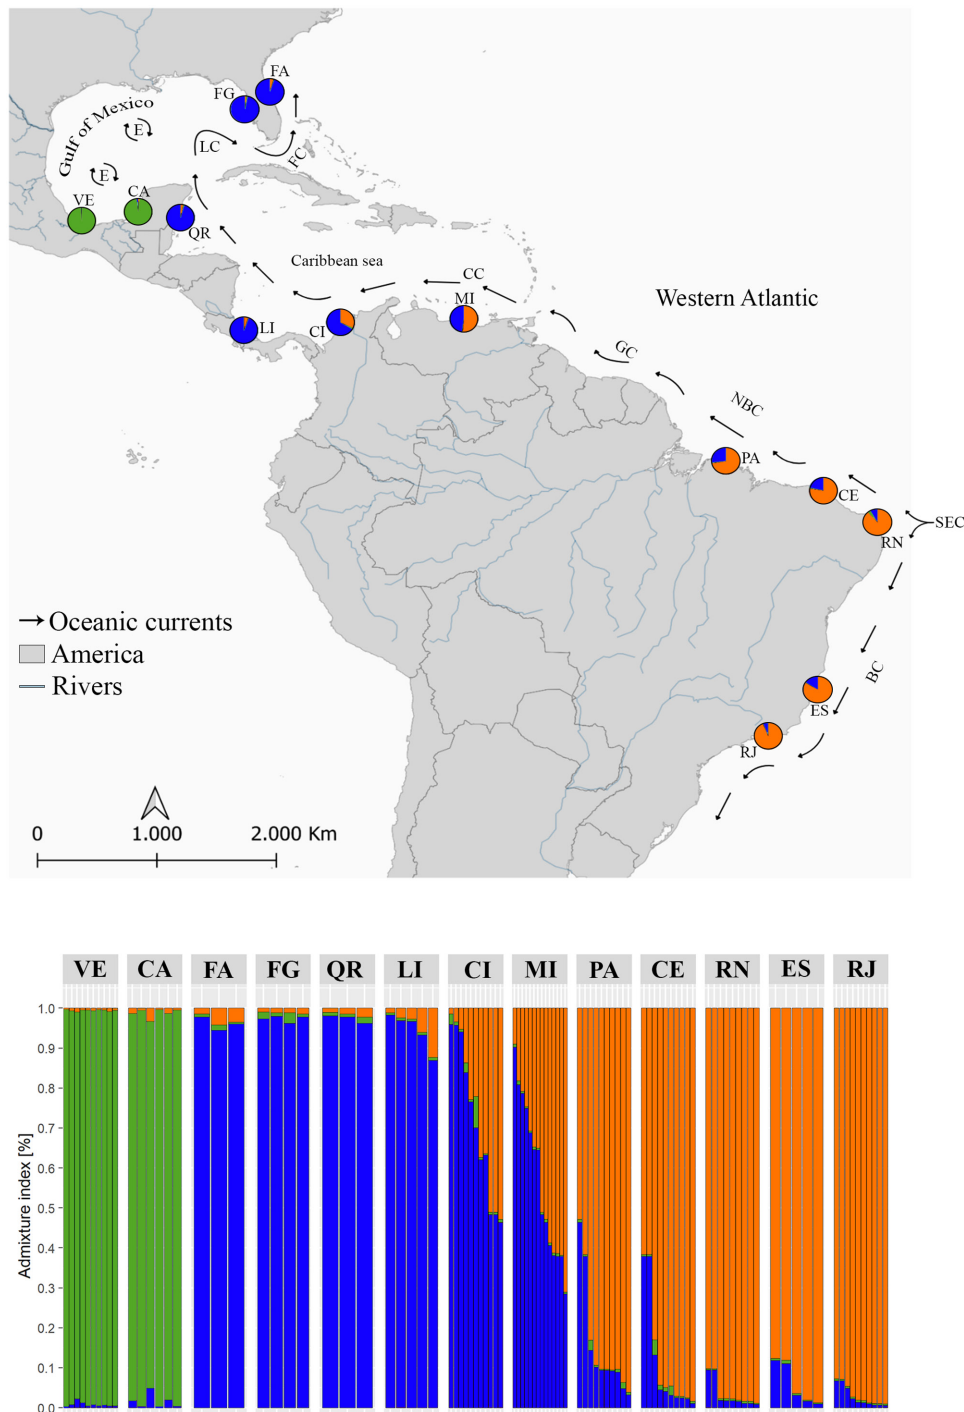 FA
FG
Gulf of Mexico
E
LC
FC
E
CA
VE
QR
Caribbean sea
CC
MI
Western Atlantic
LI
CI
GC
NBC
PA
CE
SEC
RN
Oceanic currents
America
Rivers
BC
ES
RJ
0 1.000 2.000 Km
VE CA FA FG QR LI CI MI PA CE RN ES RJ
Admixture index [%]
1.0
0.9
0.8
0.7
0.6
0.5
0.4
0.3
0.2
0.1
0.0